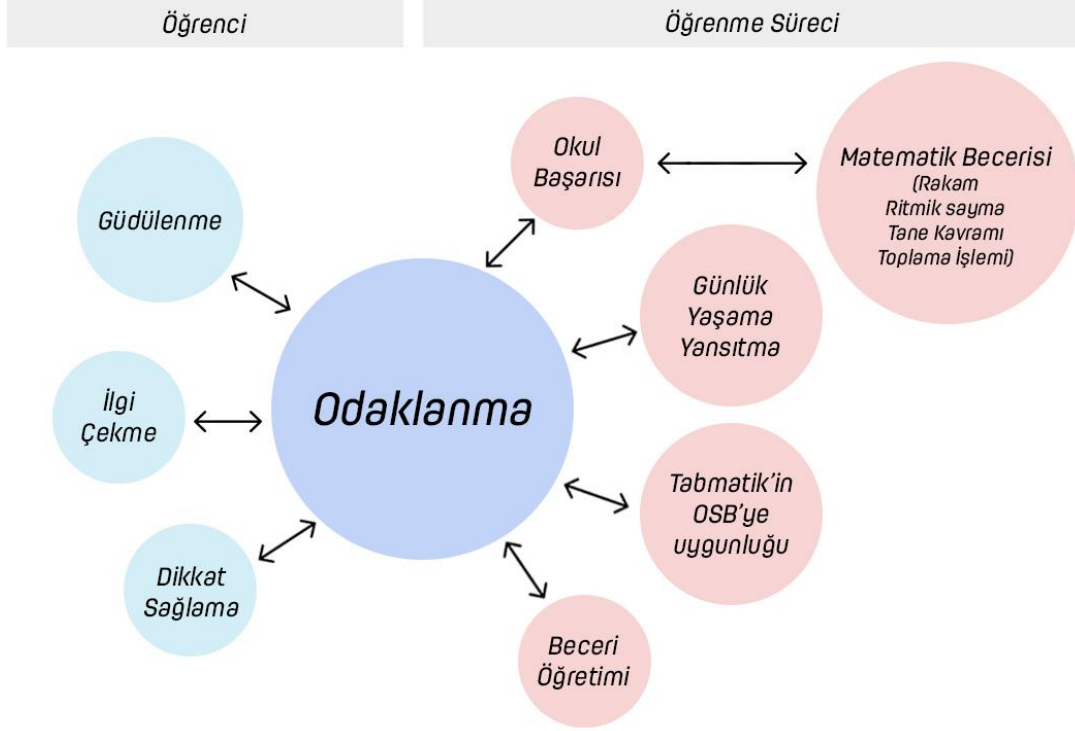 Öğrenci
Öğrenme Süreci
Güdülenme
İlgi
Çekme
Dikkat
Sağlama
Odaklanma
Okul
Başarısı
Matematik Becerisi
(Rakam
Ritmik sayma
Tane Kavramı
Toplama İşlemi)
Günlük
Yaşama
Yansıtma
Tabmatik'in
OSB'ye
uygunluğu
Beceri
Öğretimi